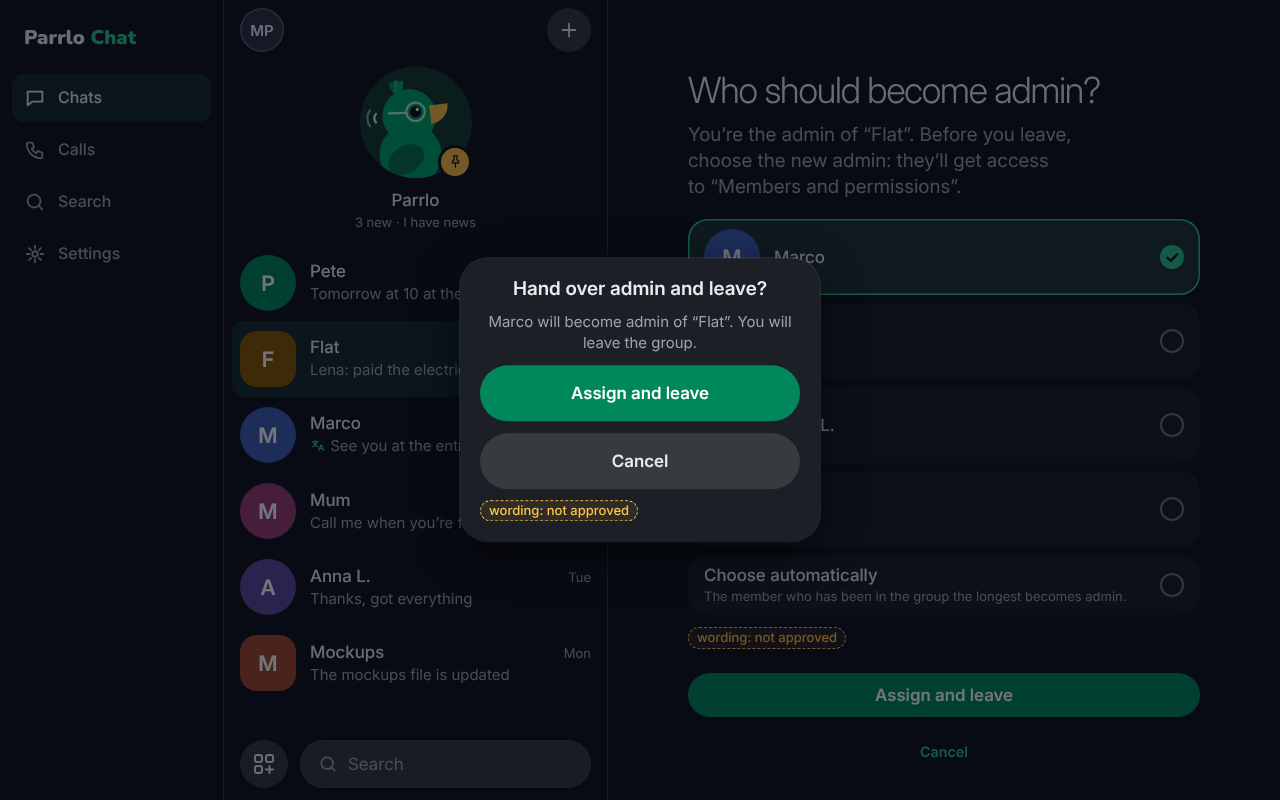 Parrlo Chat
Chats
Calls
Search
Settings
MP
Parrlo
3 new · I have news
P
Pete
Tomorrow at 10 at the
F
Flat
Lena: paid the electri
M
Marco
See you at the ent
M
Mum
Call me when you're
A
Anna L.
Tue
Thanks, got everything
M
Mockups
Mon
The mockups file is updated
Search
Who should become admin?
You’re the admin of “Flat”. Before you leave,
choose the new admin: they’ll get access
to “Members and permissions”.
M
Marco
L.
Choose automatically
The member who has been in the group the longest becomes admin.
wording: not approved
Assign and leave
Cancel
Hand over admin and leave?
Marco will become admin of “Flat”. You will
leave the group.
Assign and leave
Cancel
wording: not approved